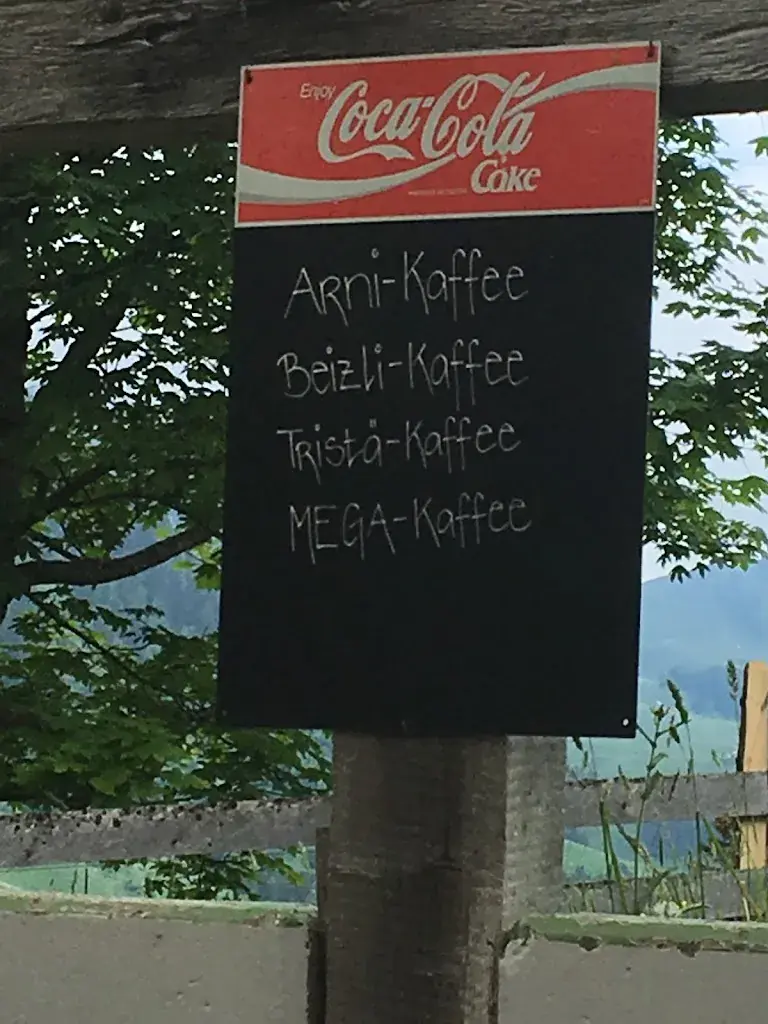 Enjoy
Coca-Cola
Coke
Arni-Kaffee
Beizli-Kaffee
Tristä-Kaffee
MEGA-Kaffee